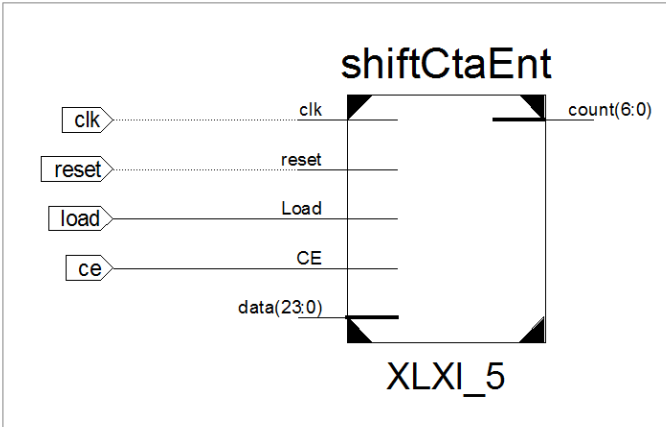 shiftCtaEnt
clk clk count(6:0)
reset reset
load Load
ce CE
data(23:0)
XLXI_5